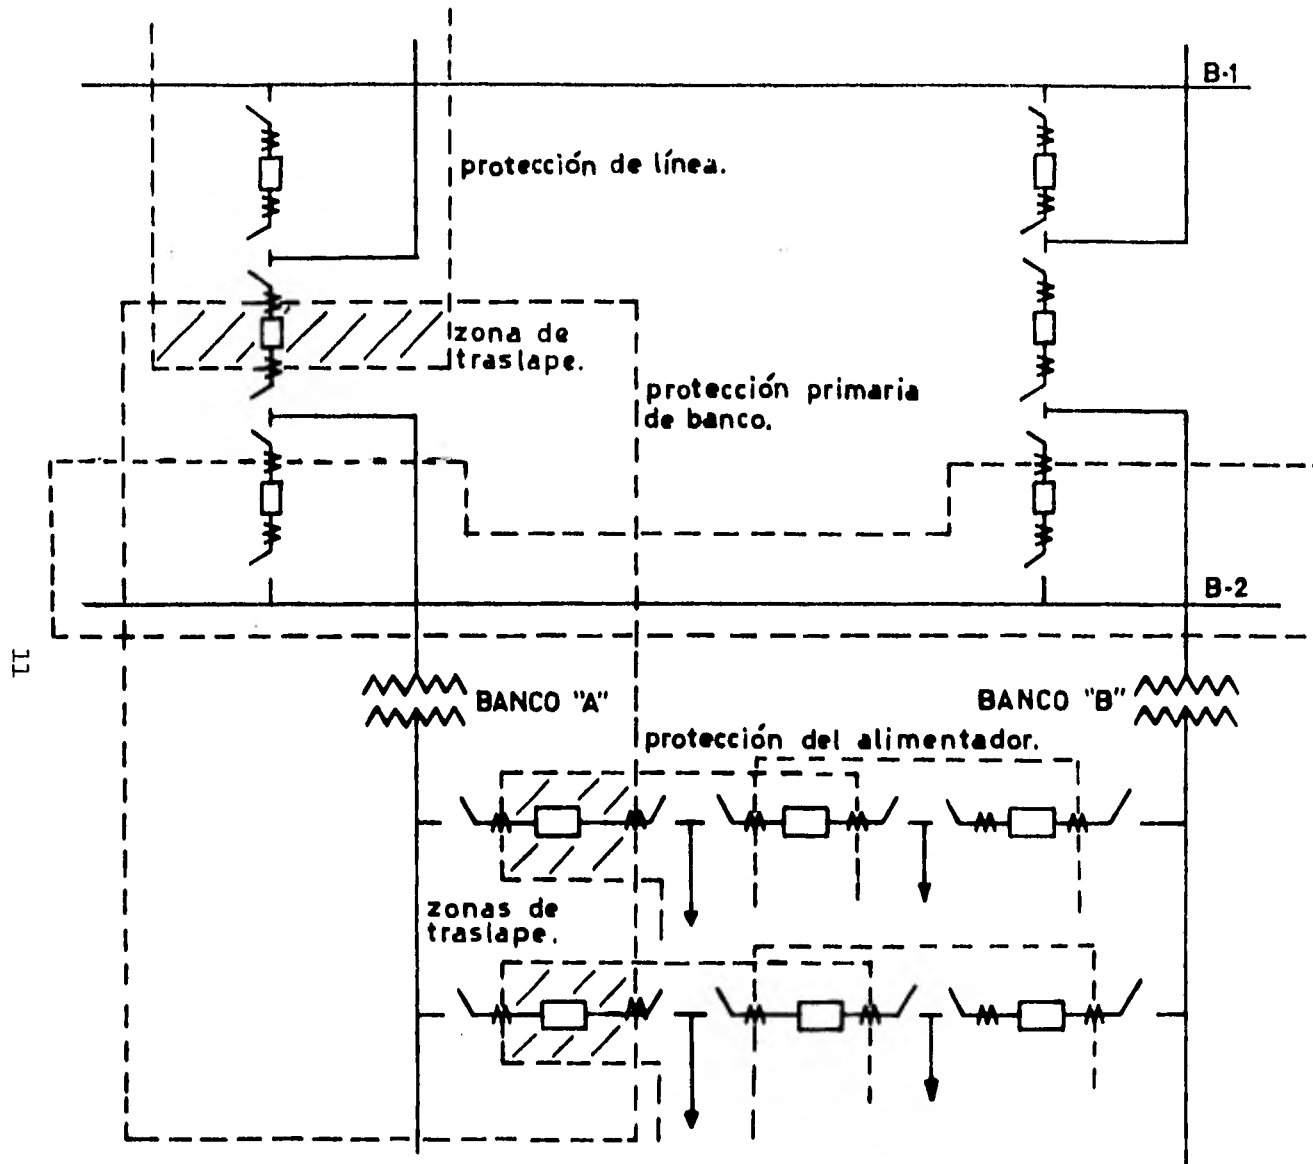 B-1
protección de línea.
zona de
traslape.
protección primaria
de banco.
B-2
11
BANCO "A"
BANCO "B"
protección del alimentador.
zonas de
traslape.